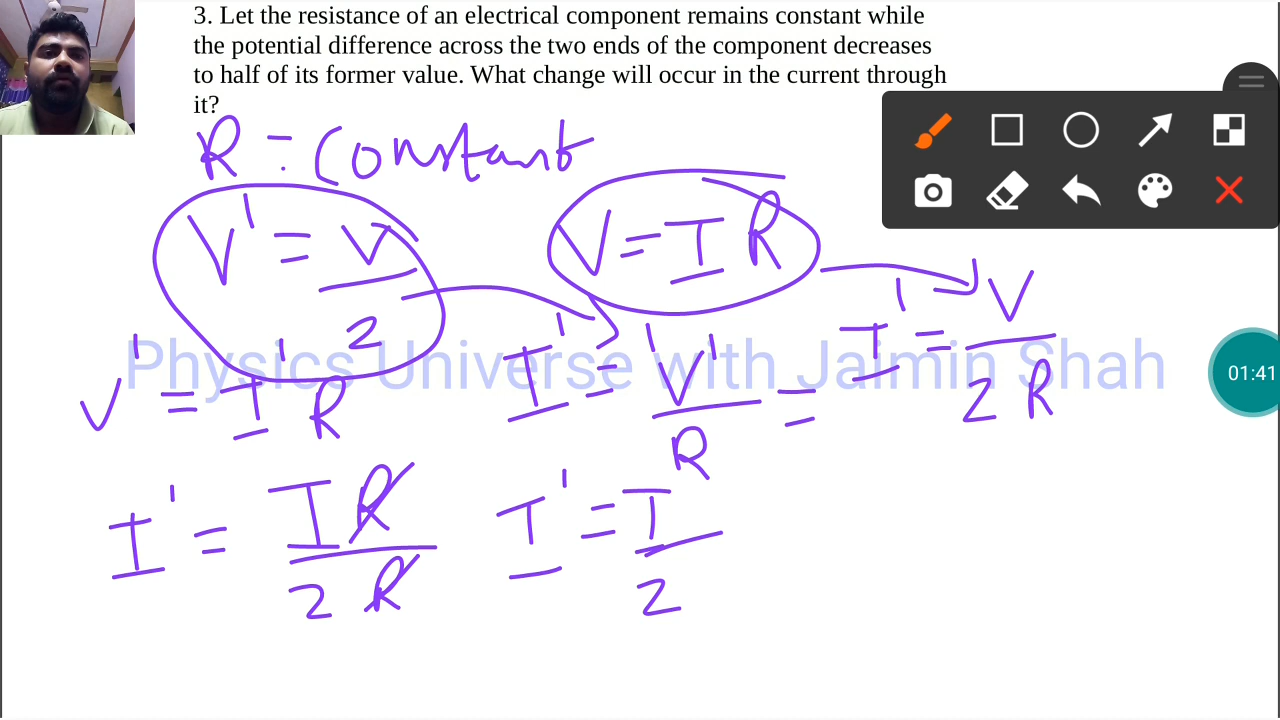 3. Let the resistance of an electrical component remains constant while
the potential difference across the two ends of the component decreases
to half of its former value. What change will occur in the current through
it?
R = Constant
V' = V/2
V = IR
V' = I'R
I' = V'/R =
I' = V/2R
Physics Universe with Jaimin Shah
01:41
I' = IR/2R
I' = I/2